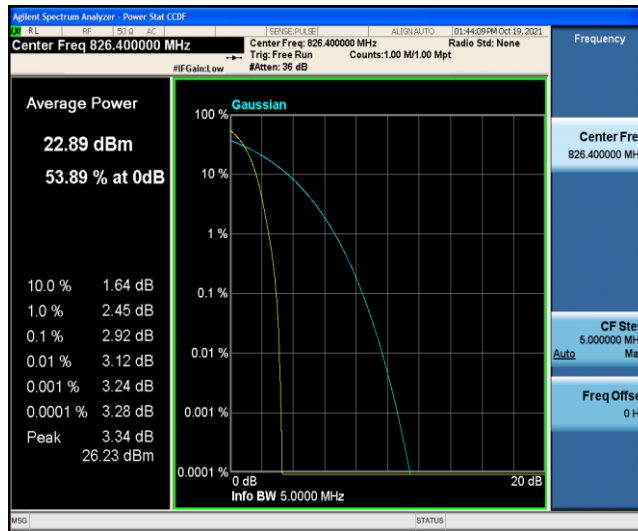 Agilent Spectrum Analyzer - Power Stat CCDF
RL RF 50 Ω AC SENSE:PULSE ALIGNAUTO 01:44:09PM Oct 19, 2021
Center Freq 826.400000 MHz
Center Freq: 826.400000 MHz Radio Std: None
Trig: Free Run Counts:1.00 M/1.00 Mpt
#IFGain:Low #Atten: 36 dB
Frequency
Average Power
22.89 dBm
53.89 % at 0dB
10.0 % 1.64 dB
1.0 % 2.45 dB
0.1 % 2.92 dB
0.01 % 3.12 dB
0.001 % 3.24 dB
0.0001 % 3.28 dB
Peak 3.34 dB
26.23 dBm
Gaussian
100 %
10 %
1 %
0.1 %
0.01 %
0.001 %
0.0001 %
0 dB 20 dB
Info BW 5.0000 MHz
Center Fre
826.400000 MH
CF Ste
5.000000 MH
Auto Ma
Freq Offse
0 H
MSG STATUS